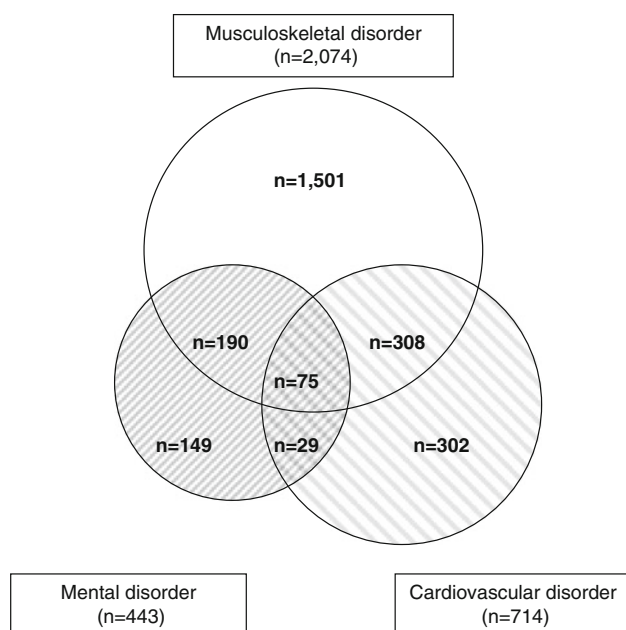 Musculoskeletal disorder
(n=2,074)
n=1,501
n=190
n=308
n=75
n=149
n=29
n=302
Mental disorder
(n=443)
Cardiovascular disorder
(n=714)